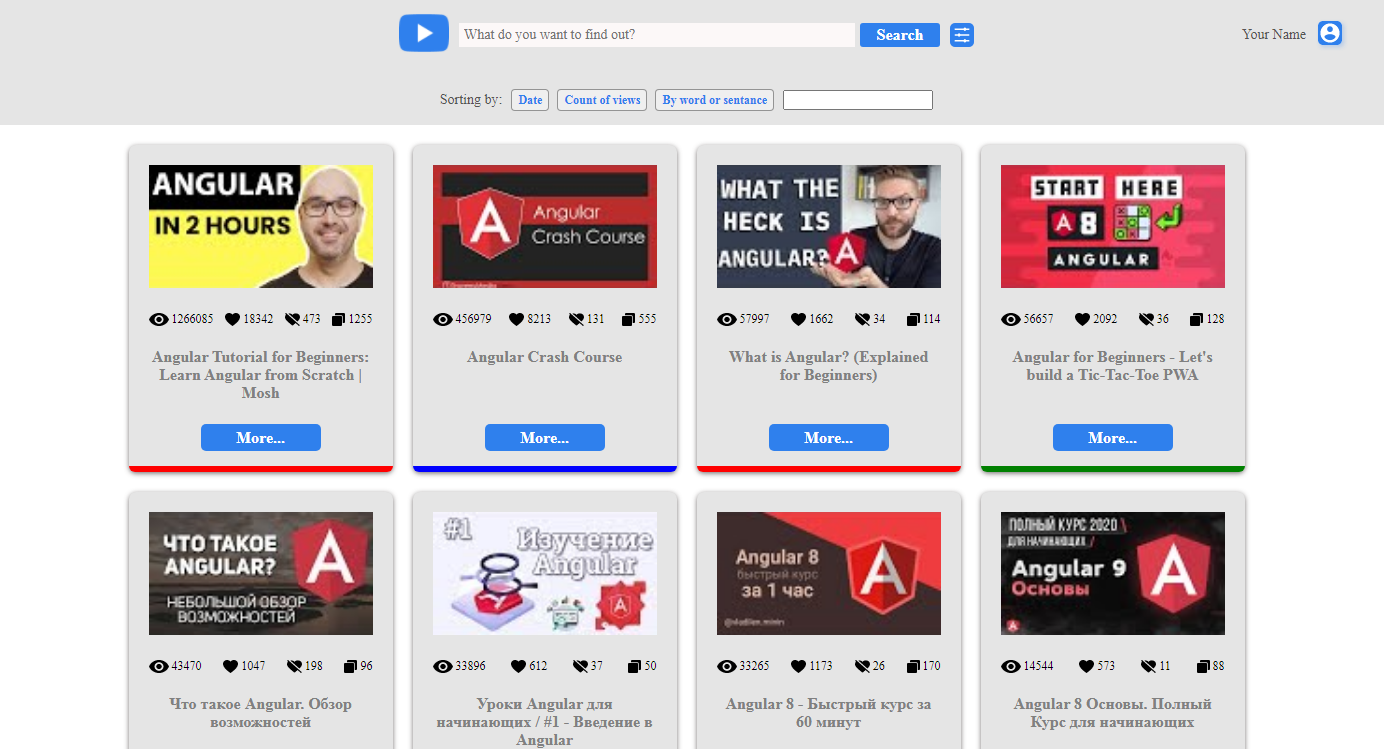 What do you want to find out?
Search
Your Name
Sorting by:
Date
Count of views
By word or sentance
ANGULAR
IN 2 HOURS
Angular
Crash Course
WHAT THE
HECK IS
ANGULAR?
START HERE
A 8
ANGULAR
1266085 18342 473 1255
456979 8213 131 555
57997 1662 34 114
56657 2092 36 128
Angular Tutorial for Beginners:
Learn Angular from Scratch |
Mosh
Angular Crash Course
What is Angular? (Explained
for Beginners)
Angular for Beginners - Let's
build a Tic-Tac-Toe PWA
More...
More...
More...
More...
ЧТО ТАКОЕ
ANGULAR?
НЕБОЛЬШОЙ ОБЗОР
ВОЗМОЖНОСТЕЙ
#1
Изучение
Angular
Angular 8
быстрый курс
за 1 час
@vladilen.minin
ПОЛНЫЙ КУРС 2020 \
ДЛЯ НАЧИНАЮЩИХ /
Angular 9
Основы
43470 1047 198 96
33896 612 37 50
33265 1173 26 170
14544 573 11 88
Что такое Angular. Обзор
возможностей
Уроки Angular для
начинающих / #1 - Введение в
Angular
Angular 8 - Быстрый курс за
60 минут
Angular 8 Основы. Полный
Курс для начинающих